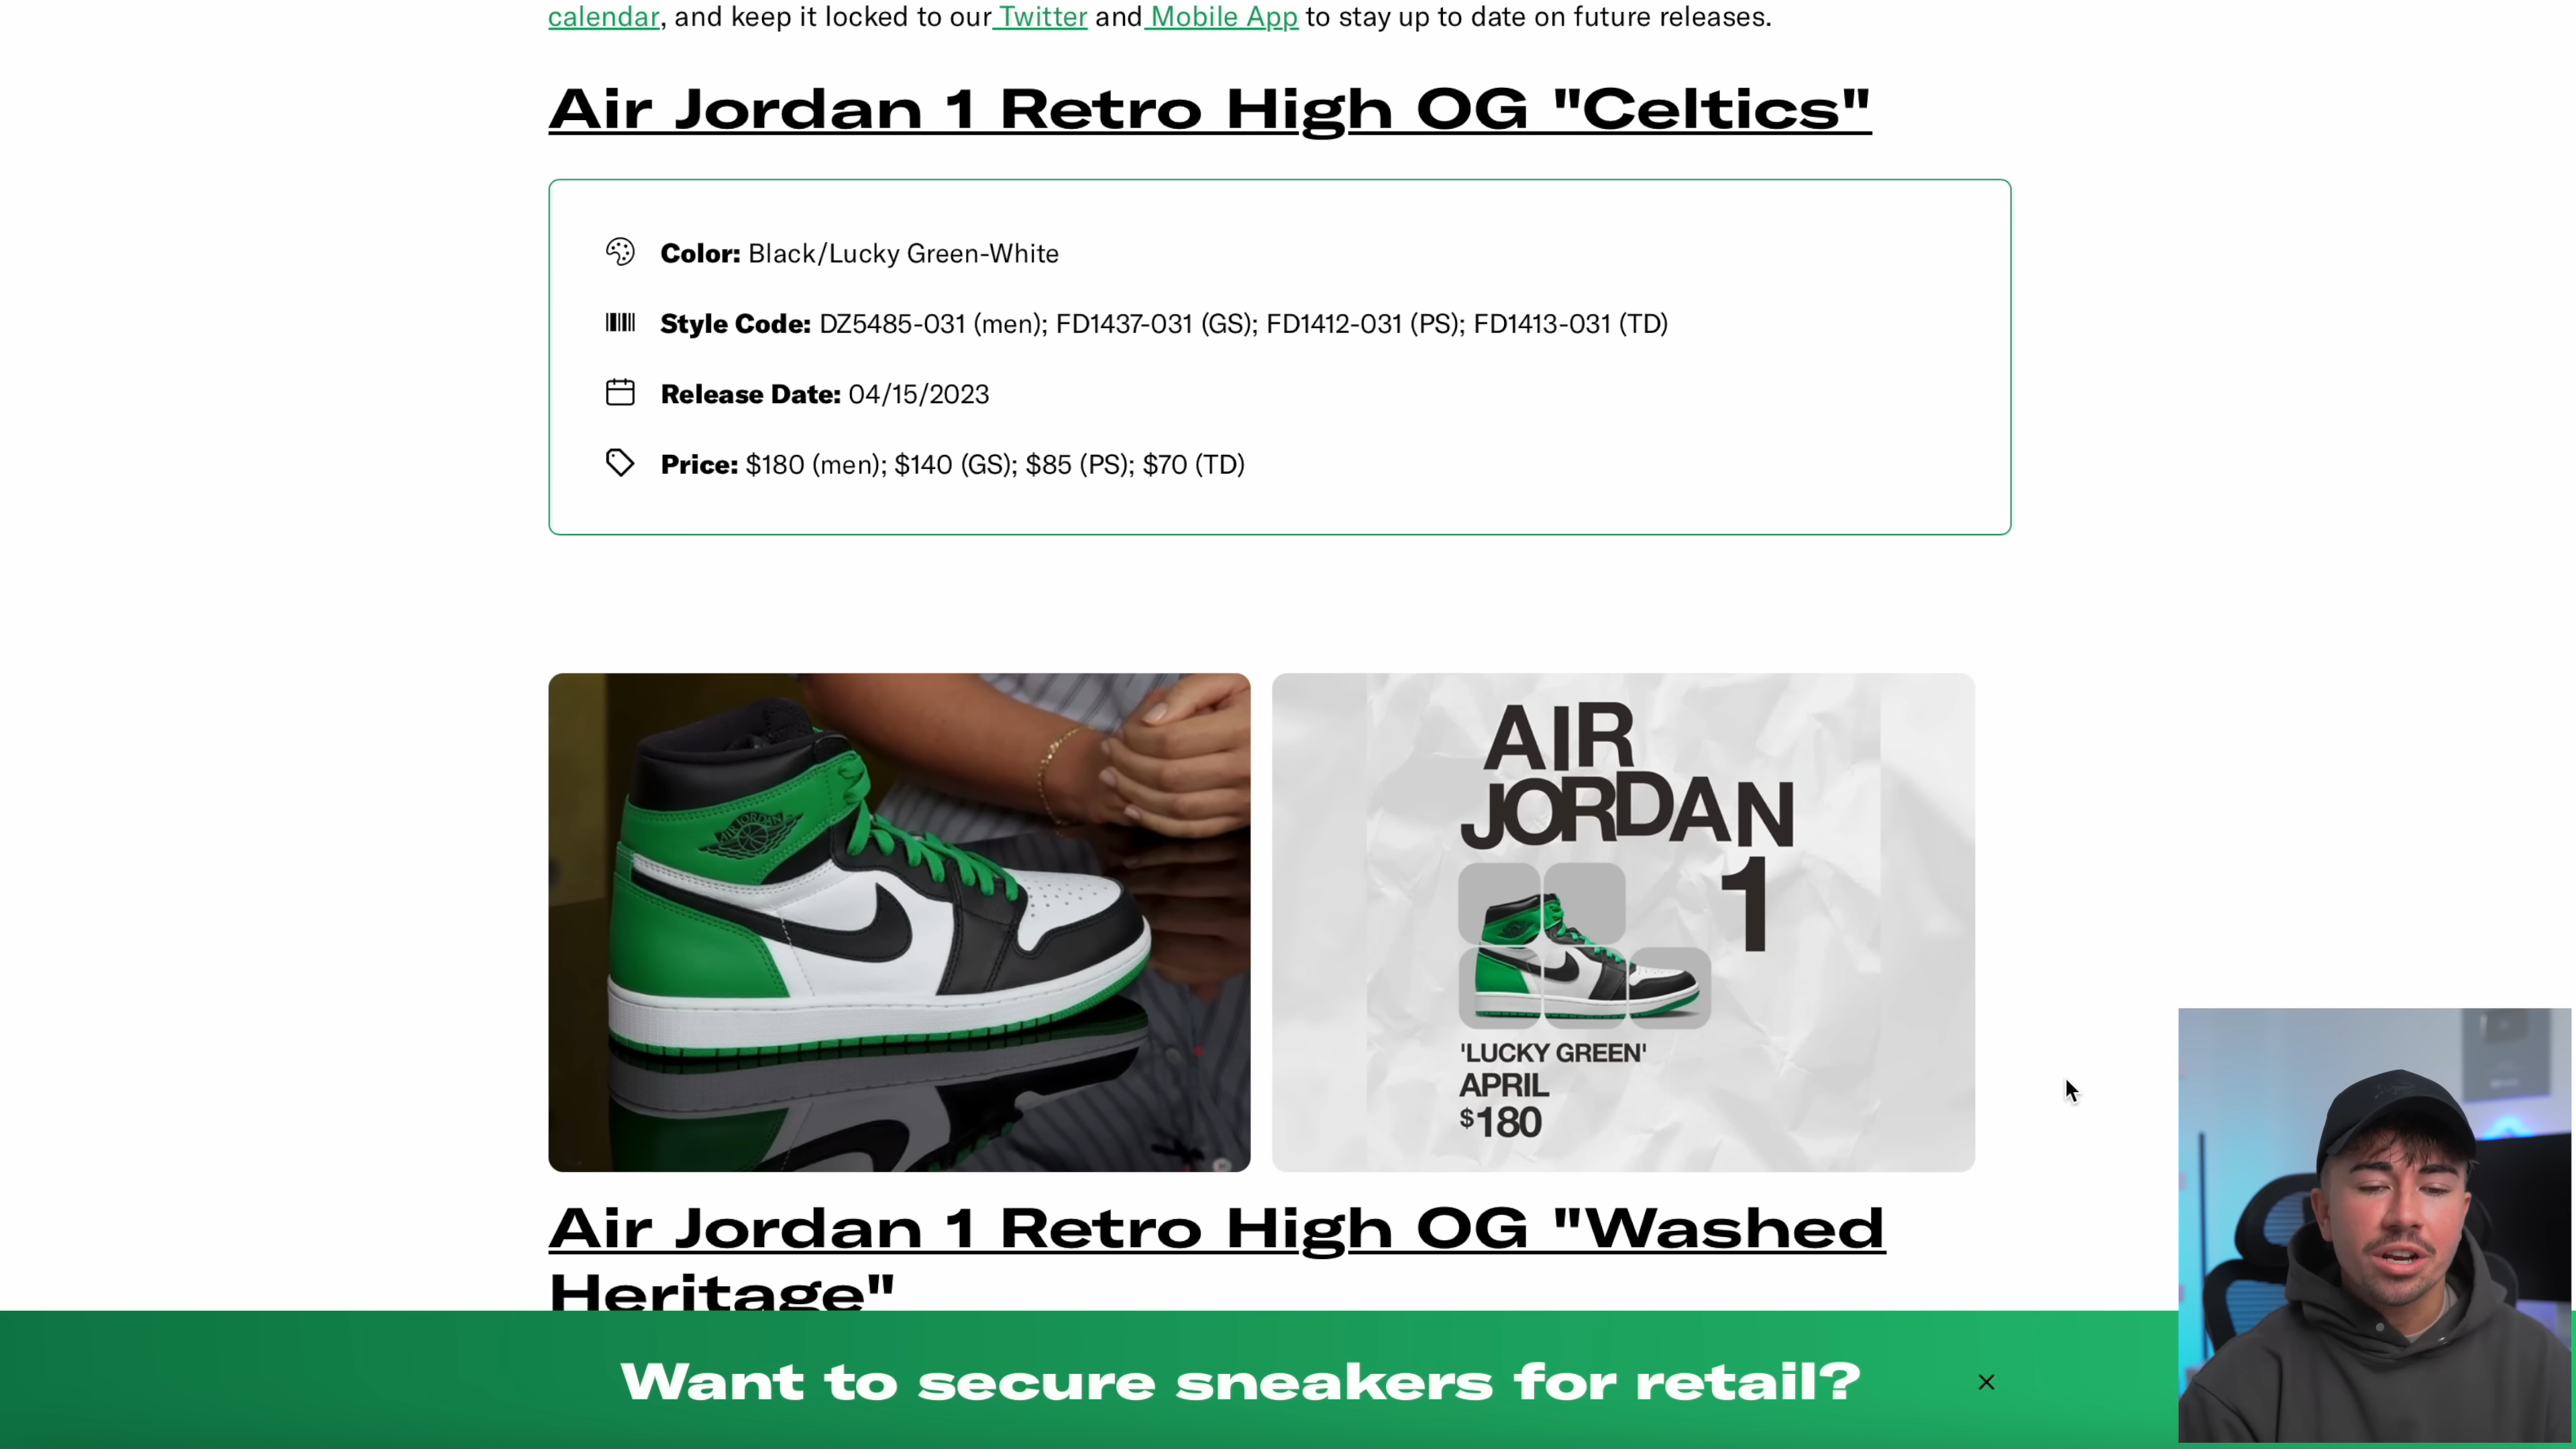 calendar, and keep it locked to our Twitter and Mobile App to stay up to date on future releases.
Air Jordan 1 Retro High OG "Celtics"
Color: Black/Lucky Green-White
Style Code: DZ5485-031 (men); FD1437-031 (GS); FD1412-031 (PS); FD1413-031 (TD)
Release Date: 04/15/2023
Price: $180 (men); $140 (GS); $85 (PS); $70 (TD)
AIR JORDAN
AIR
JORDAN
1
'LUCKY GREEN'
APRIL
$180
Air Jordan 1 Retro High OG "Washed
Heritage"
Want to secure sneakers for retail?